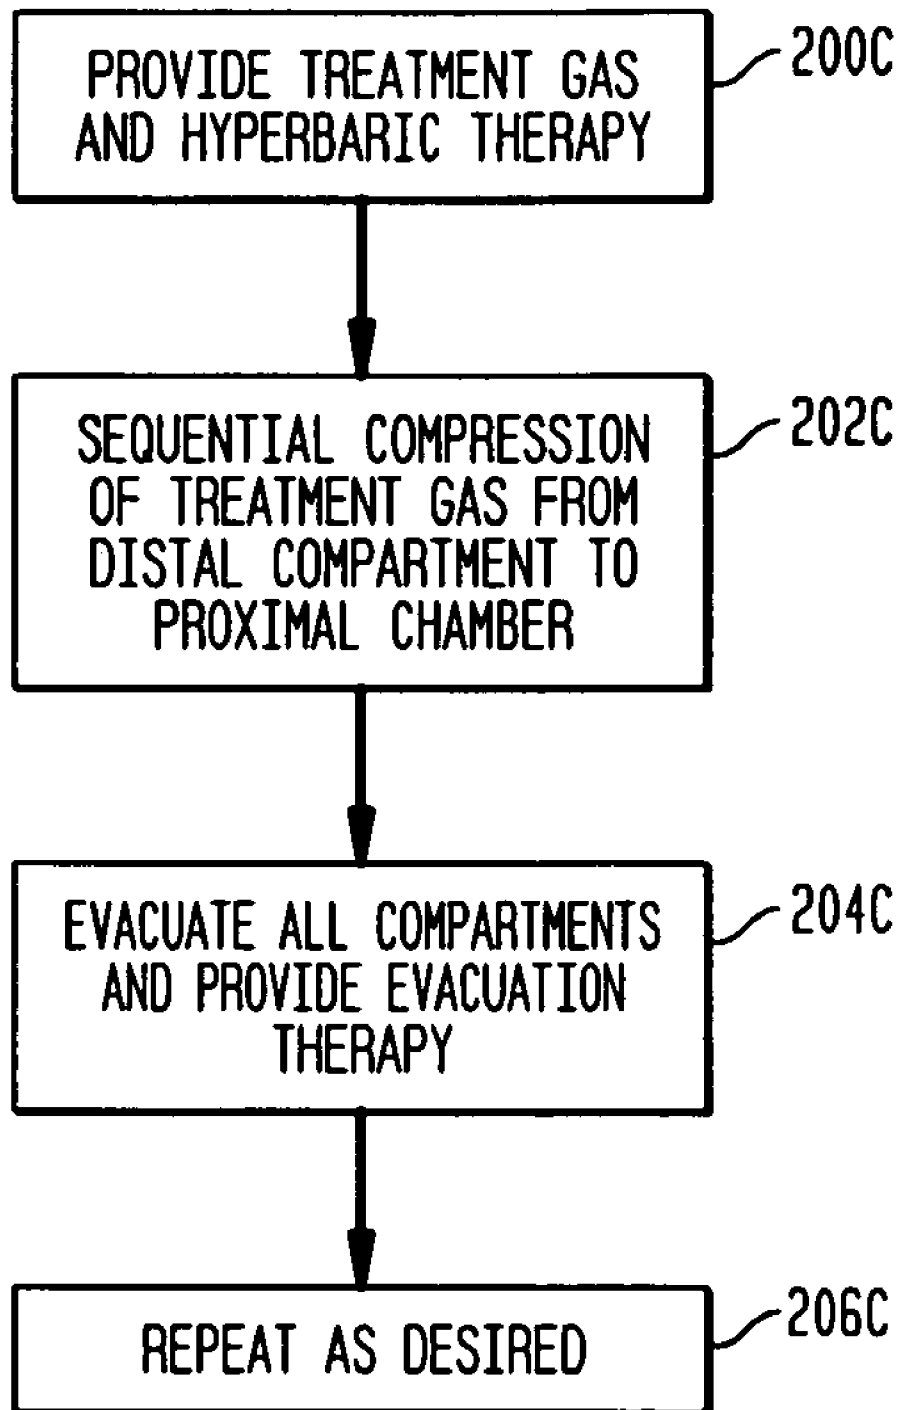 PROVIDE TREATMENT GAS
AND HYPERBARIC THERAPY
200C
SEQUENTIAL COMPRESSION
OF TREATMENT GAS FROM
DISTAL COMPARTMENT TO
PROXIMAL CHAMBER
202C
EVACUATE ALL COMPARTMENTS
AND PROVIDE EVACUATION
THERAPY
204C
REPEAT AS DESIRED
206C